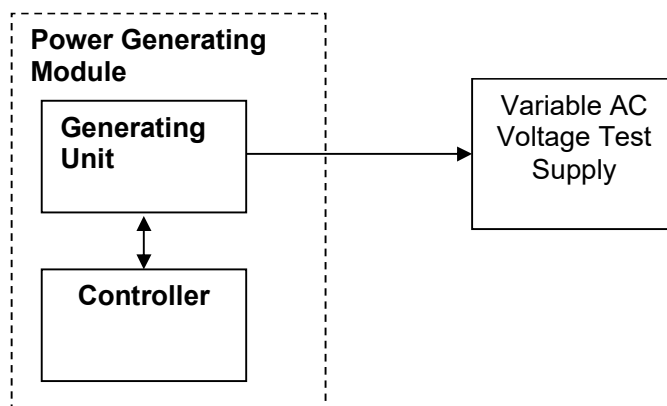 Power Generating
Module
Generating
Unit
Controller
Variable AC
Voltage Test
Supply